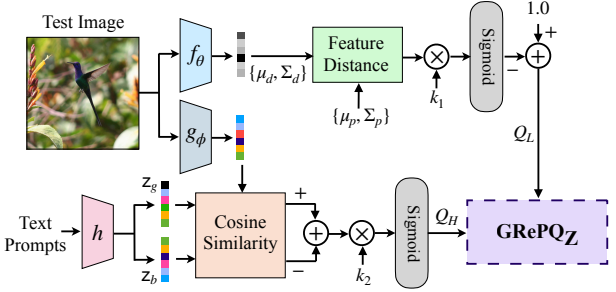 Test Image
1.0
f_θ
{μ_d, Σ_d}
Feature
Distance
×
k_1
Sigmoid
−
+
+
g_ϕ
{μ_p, Σ_p}
Q_L
Text
Prompts
h
z_g
z_b
Cosine
Similarity
+
−
+
×
k_2
Sigmoid
Q_H
GRePQ_Z